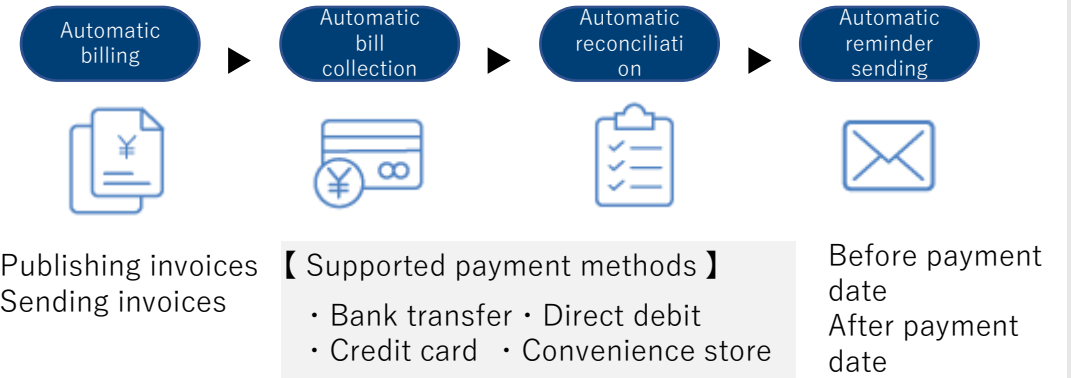 Automatic
billing
Automatic
bill
collection
Automatic
reconciliati
on
Automatic
reminder
sending
¥
¥
Publishing invoices
Sending invoices
【 Supported payment methods 】
・Bank transfer・Direct debit
・Credit card ・Convenience store
Before payment
date
After payment
date